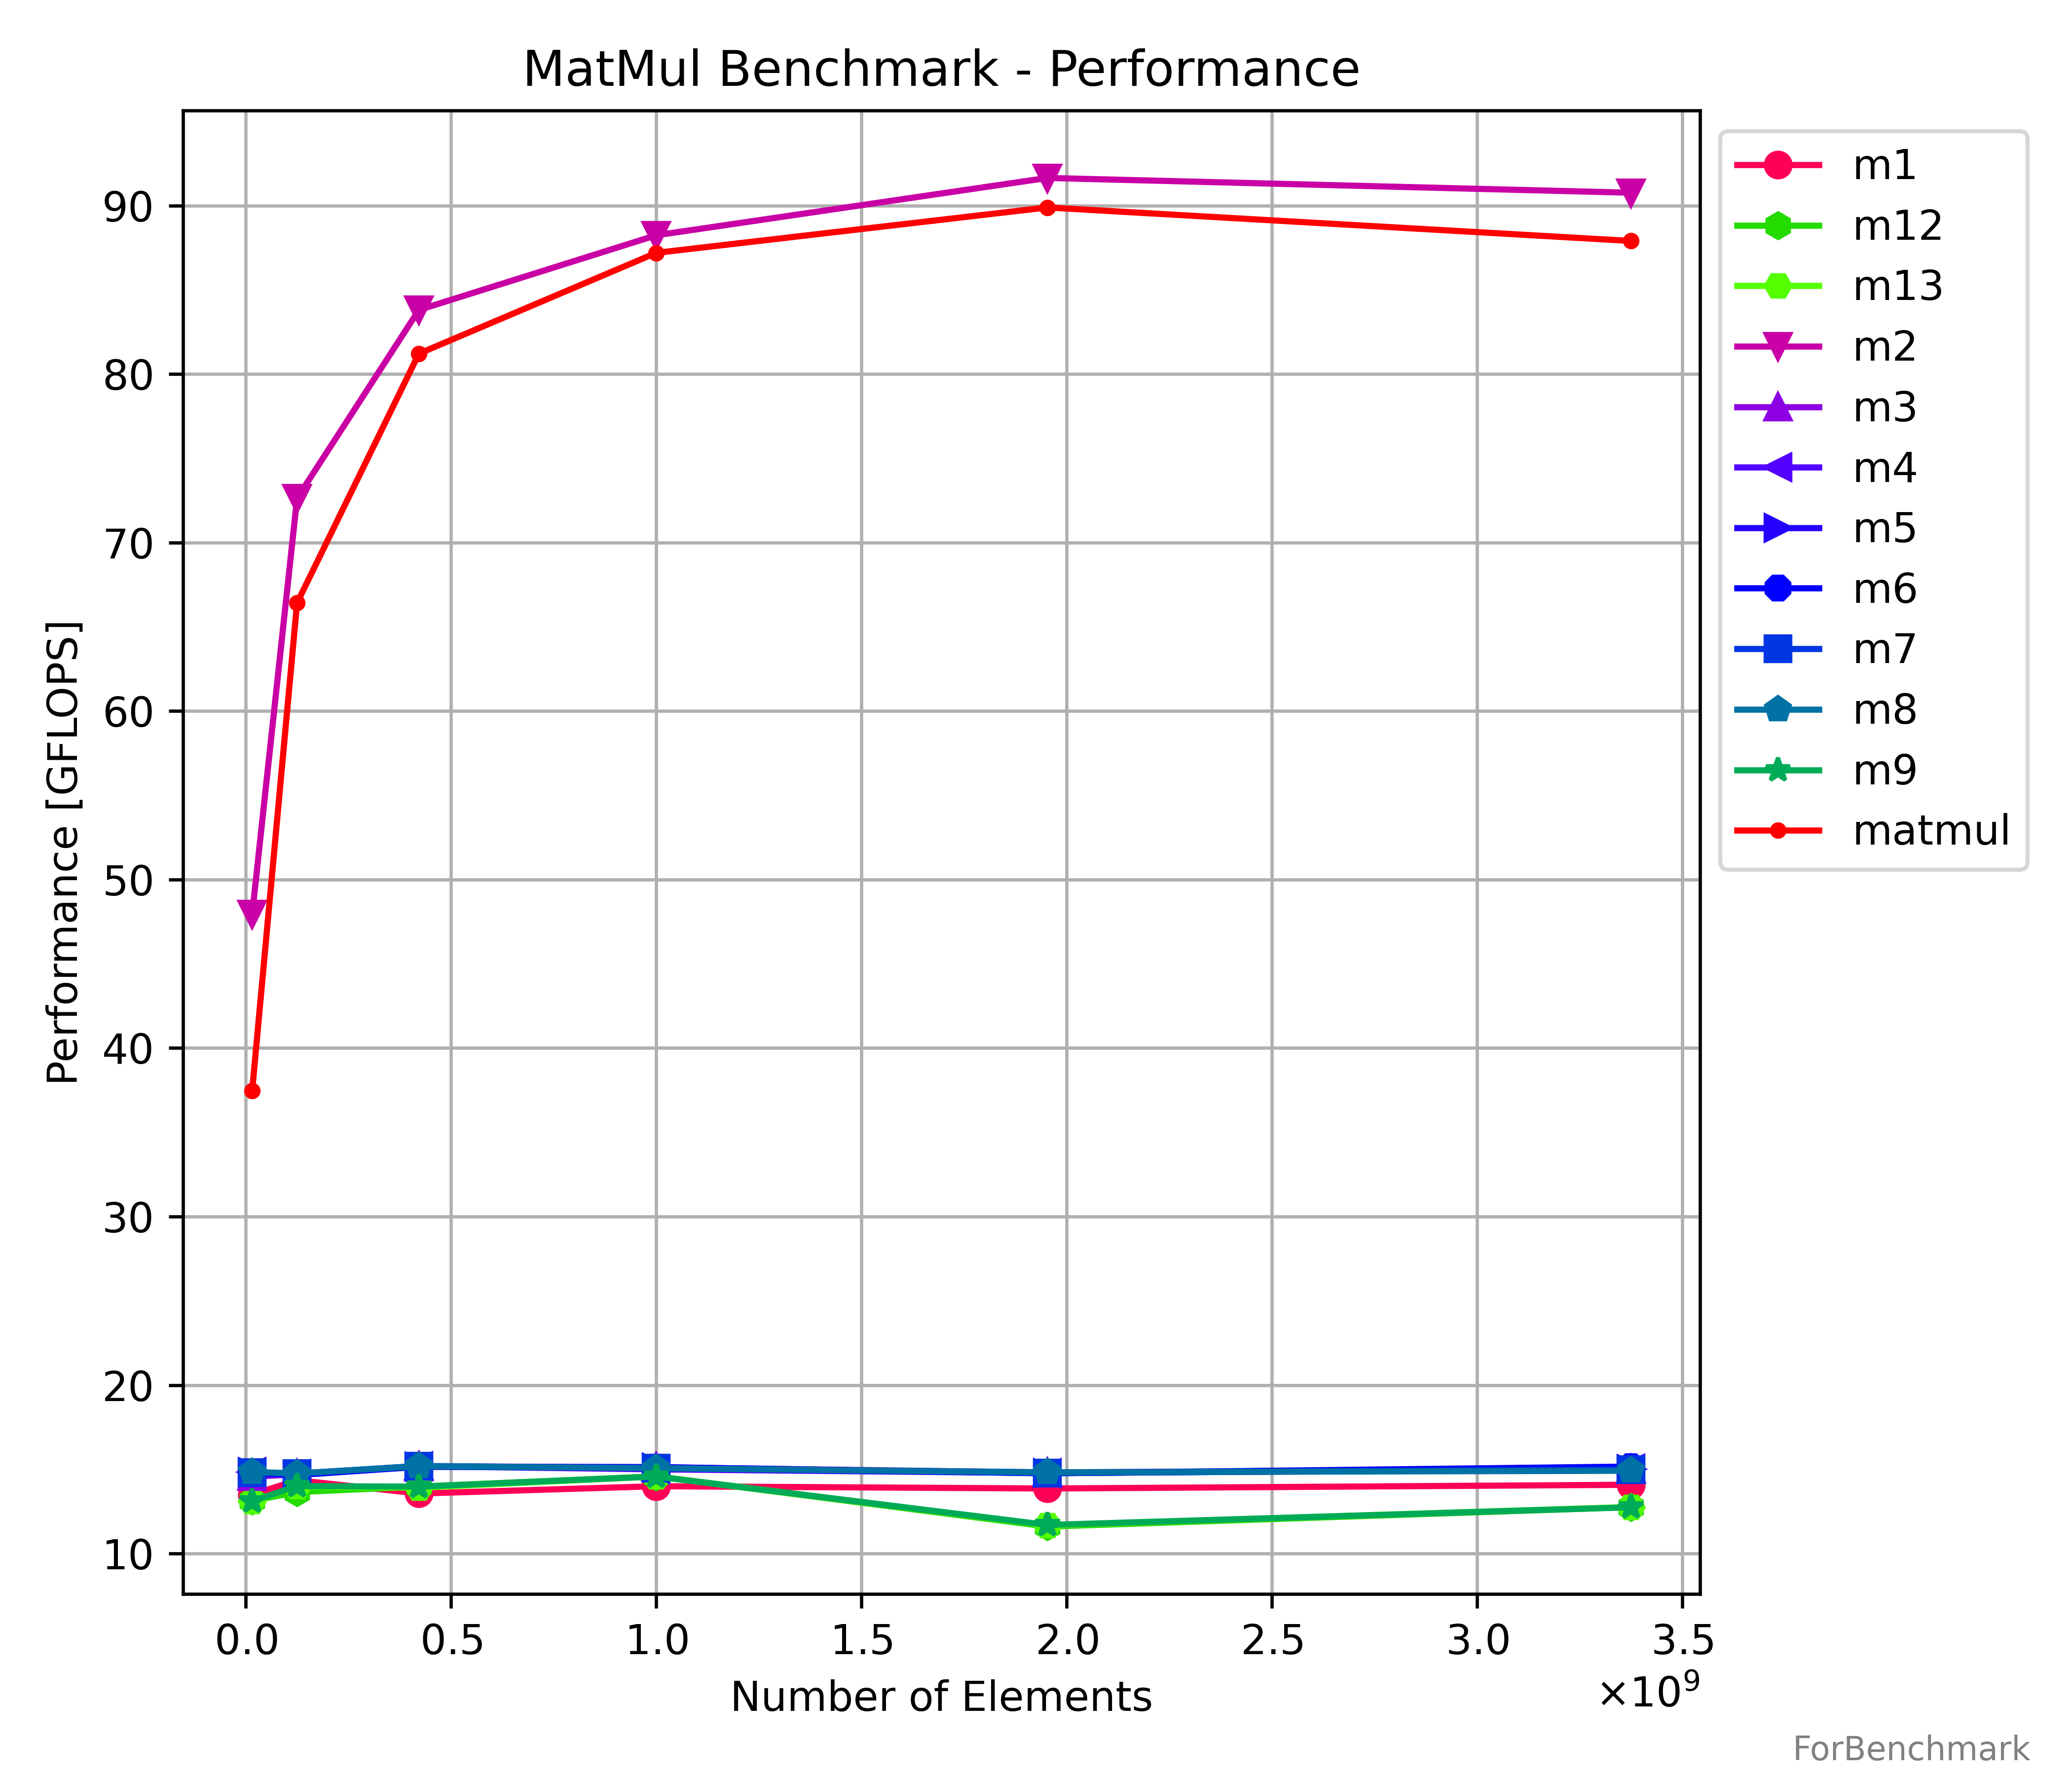 MatMul Benchmark - Performance
Performance [GFLOPS]
90
80
70
60
50
40
30
20
10
0.0 0.5 1.0 1.5 2.0 2.5 3.0 3.5
×10⁹
Number of Elements
m1
m12
m13
m2
m3
m4
m5
m6
m7
m8
m9
matmul
ForBenchmark